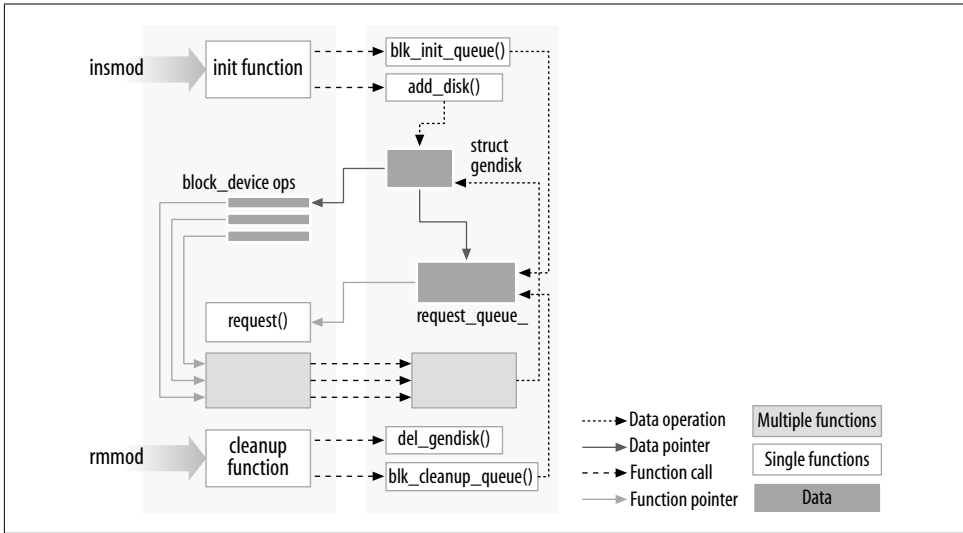 insmod
init function
blk_init_queue()
add_disk()
struct
gendisk
block_device ops
request()
request_queue_
rmmod
cleanup
function
del_gendisk()
blk_cleanup_queue()
Data operation
Data pointer
Function call
Function pointer
Multiple functions
Single functions
Data